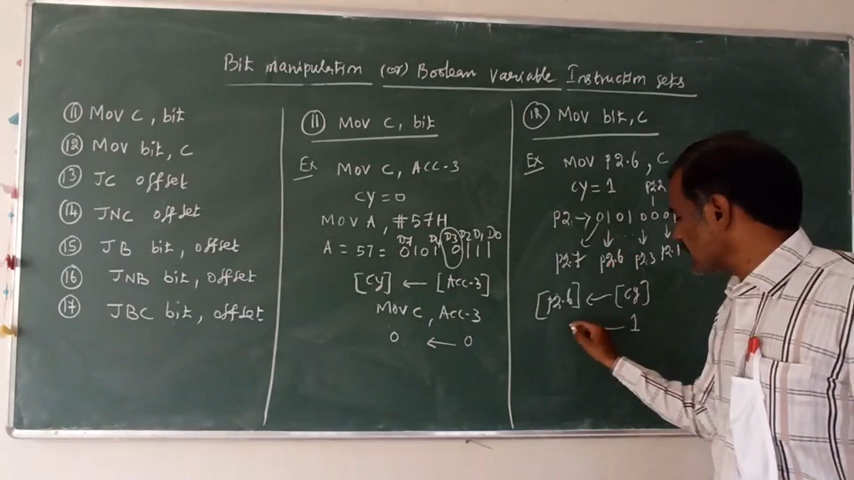 Bit manipulation (or) Boolean Variable Instruction sets
⑪ Mov C, bit
⑫ Mov bit, C
⑬ JC offset
⑭ JNC offset
⑮ JB bit, offset
⑯ JNB bit, offset
⑰ JBC bit, offset
⑪ Mov C, bit
Ex Mov C, Acc-3
CY=0
Mov A, #57H
D7 D4 D3 D2 D1 D0
A = 57 = 0101 0111
[CY] ← [Acc-3]
Mov C, Acc-3
0 ← 0
⑫ Mov bit, C
Ex Mov P2.6, C
CY=1
P2 → 0101 000
P2.7 P2.6 P2.3 P2.1
[P2.6] ← [CY]
1